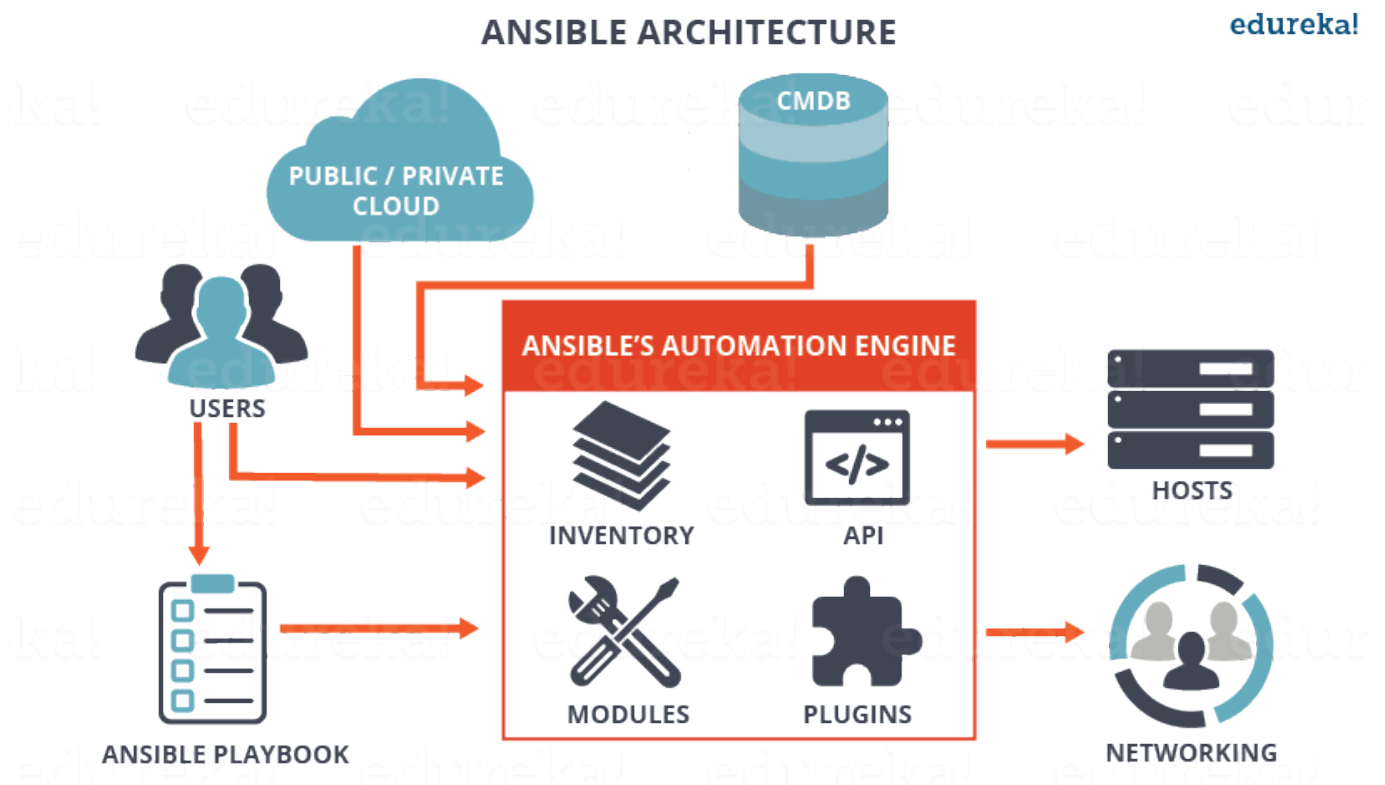 ANSIBLE ARCHITECTURE
edureka!
CMDB
PUBLIC / PRIVATE
CLOUD
ANSIBLE'S AUTOMATION ENGINE
USERS
</>
INVENTORY
API
HOSTS
MODULES
PLUGINS
ANSIBLE PLAYBOOK
NETWORKING